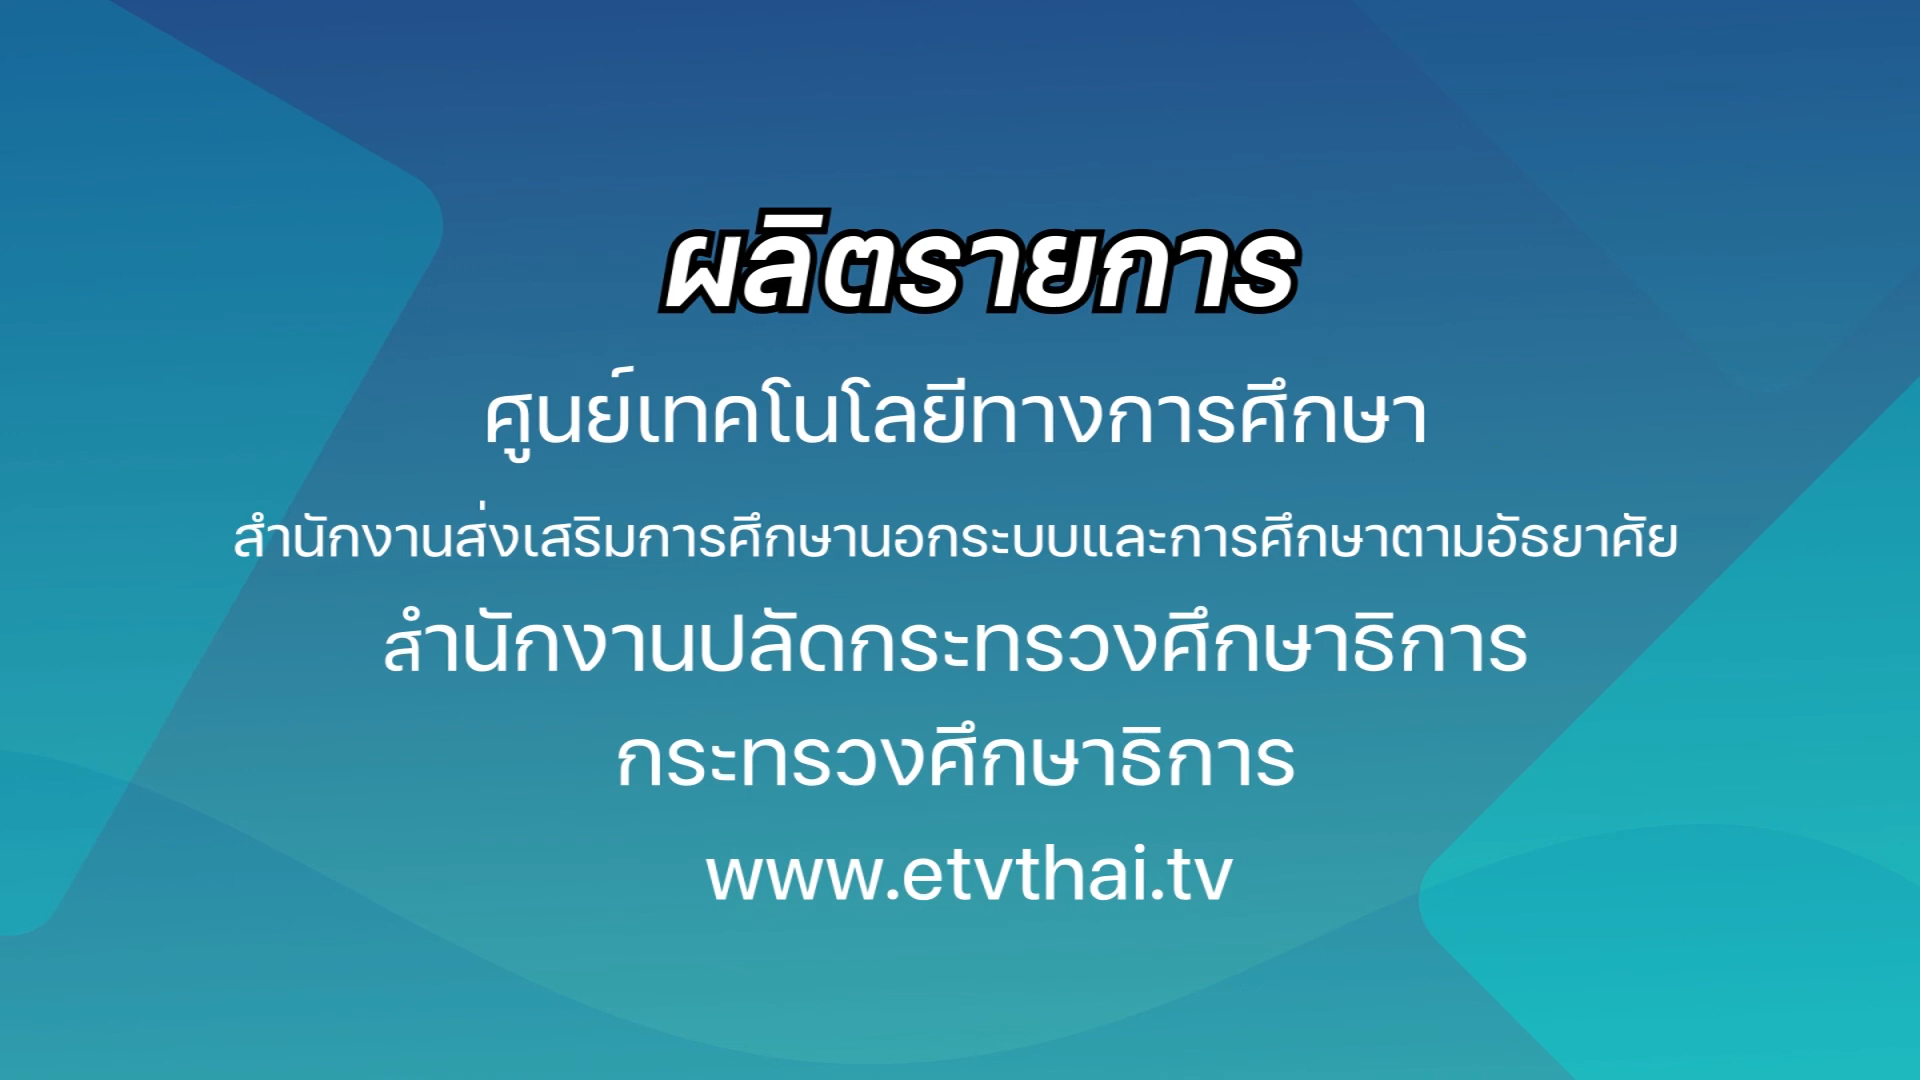 ผลิตรายการ
ศูนย์เทคโนโลยีทางการศึกษา
สำนักงานส่งเสริมการศึกษานอกระบบและการศึกษาตามอัธยาศัย
สำนักงานปลัดกระทรวงศึกษาธิการ
กระทรวงศึกษาธิการ
www.etvthai.tv